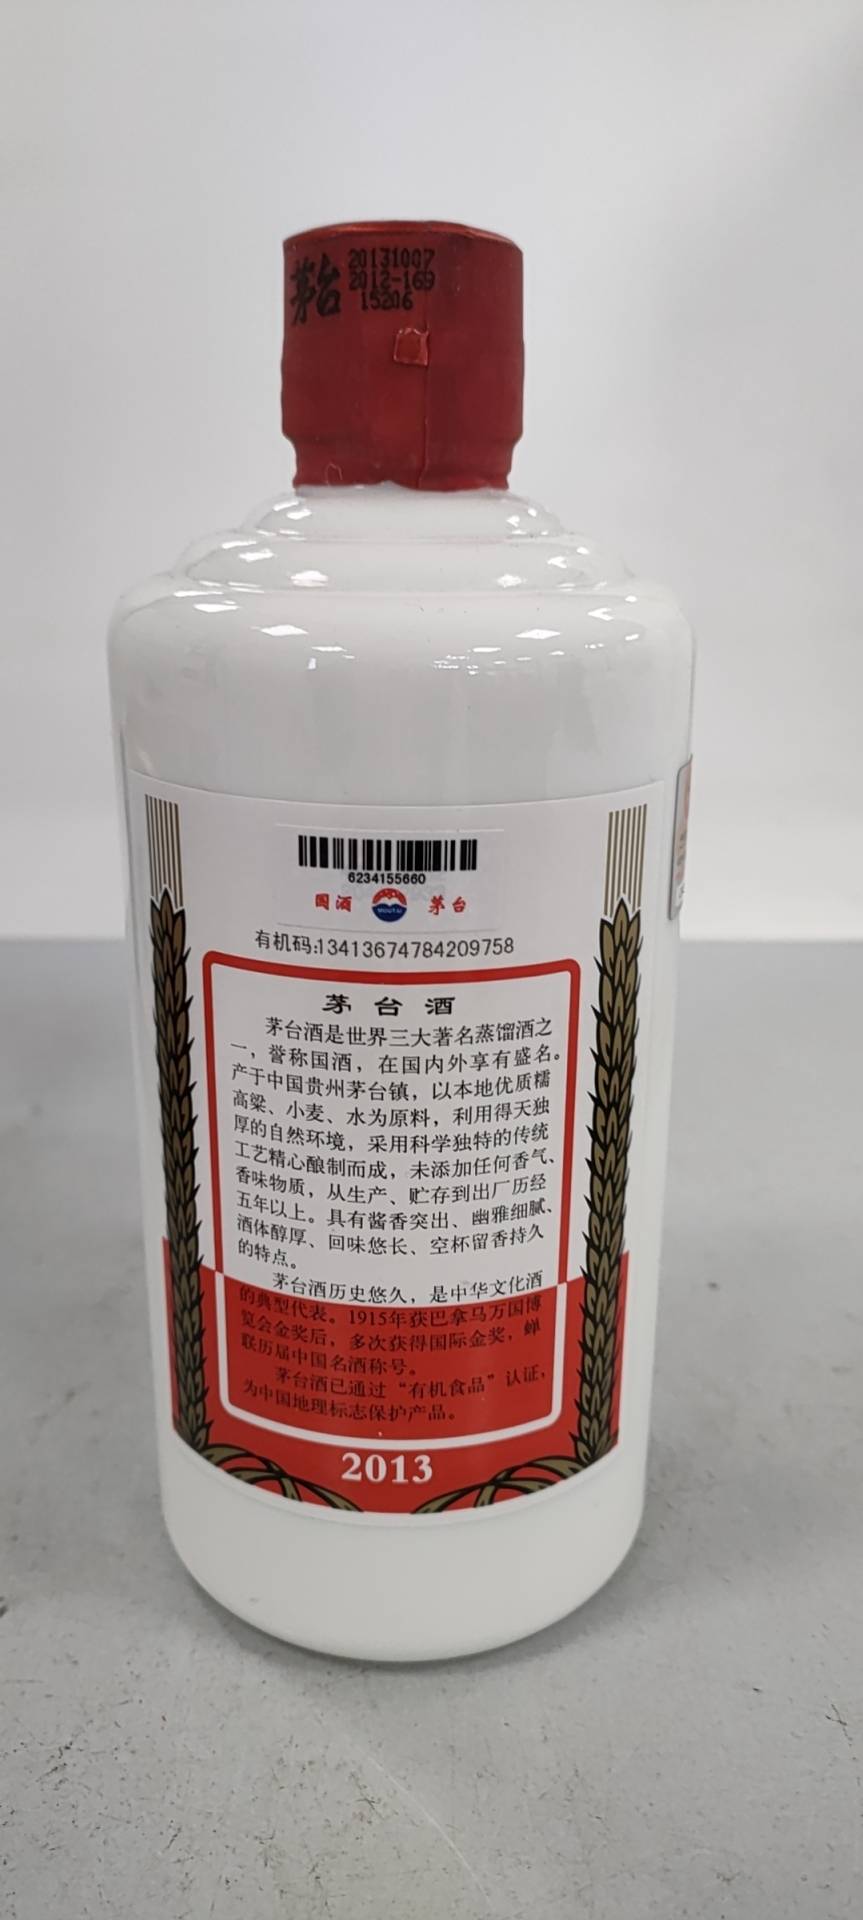 茅台
20131007
2012-169
15206
6234155660
国酒
MOUTAI
茅台
有机码:13413674784209758
茅台酒
茅台酒是世界三大著名蒸馏酒之
一，誉称国酒，在国内外享有盛名。
产于中国贵州茅台镇，以本地优质糯
高粱、小麦、水为原料，利用得天独
厚的自然环境，采用科学独特的传统
工艺精心酿制而成，未添加任何香气、
香味物质，从生产、贮存到出厂历经
五年以上。具有酱香突出、幽雅细腻、
酒体醇厚、回味悠长、空杯留香持久
的特点。
茅台酒历史悠久，是中华文化酒
的典型代表。1915年获巴拿马万国博
览会金奖后，多次获得国际金奖，蝉
联历届中国名酒称号。
茅台酒已通过“有机食品”认证，
为中国地理标志保护产品。
2013